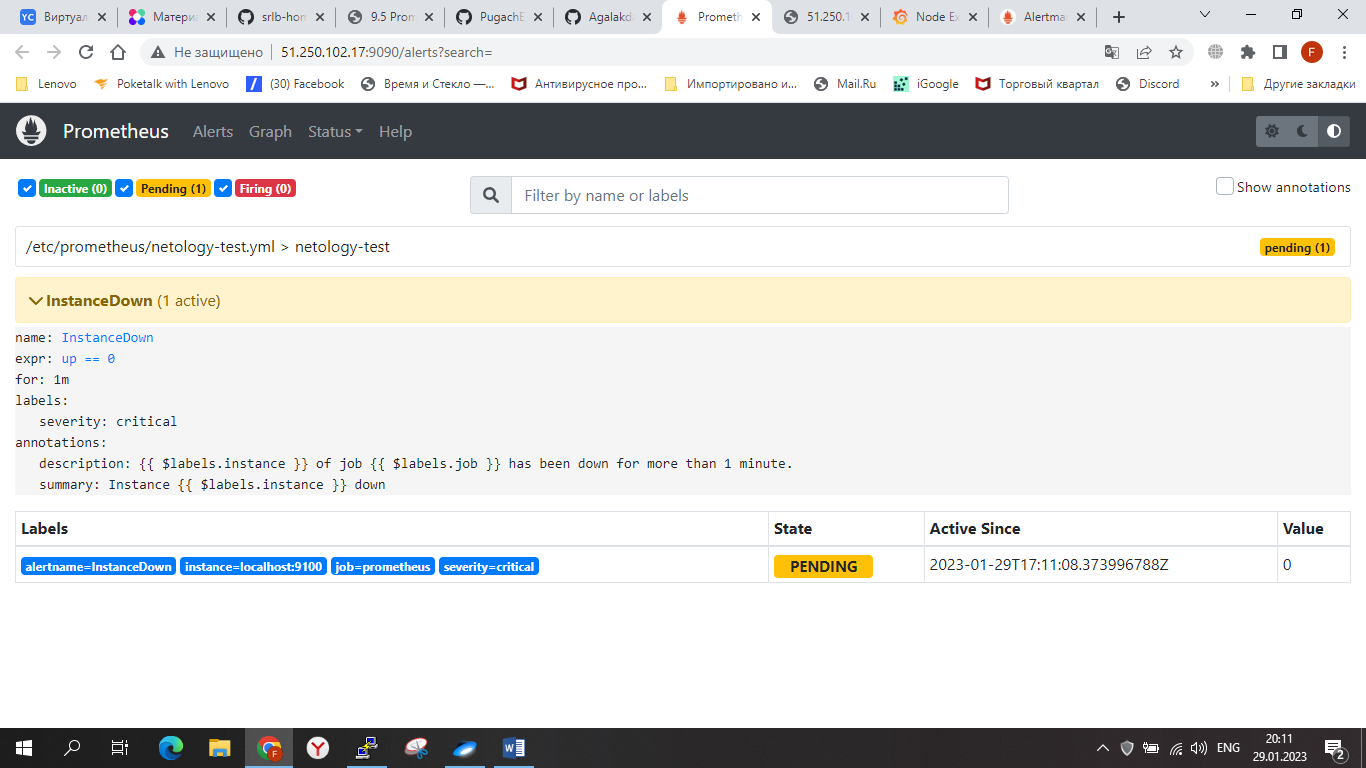 Виртуал
Материа
srlb-hom
9.5 Prom
PugachE
Agalakd
Prometh
51.250.1
Node Ex
Alertma
Не защищено | 51.250.102.17:9090/alerts?search=
Lenovo Poketalk with Lenovo (30) Facebook Время и Стекло —... Антивирусное про... Импортировано и... Mail.Ru iGoogle Торговый квартал Discord » Другие закладки
Prometheus Alerts Graph Status Help
Inactive (0) Pending (1) Firing (0) Filter by name or labels Show annotations
/etc/prometheus/netology-test.yml > netology-test pending (1)
InstanceDown (1 active)
name: InstanceDown
expr: up == 0
for: 1m
labels:
severity: critical
annotations:
description: {{ $labels.instance }} of job {{ $labels.job }} has been down for more than 1 minute.
summary: Instance {{ $labels.instance }} down
Labels State Active Since Value
alertname=InstanceDown instance=localhost:9100 job=prometheus severity=critical PENDING 2023-01-29T17:11:08.373996788Z 0
ENG
20:11
29.01.2023
2